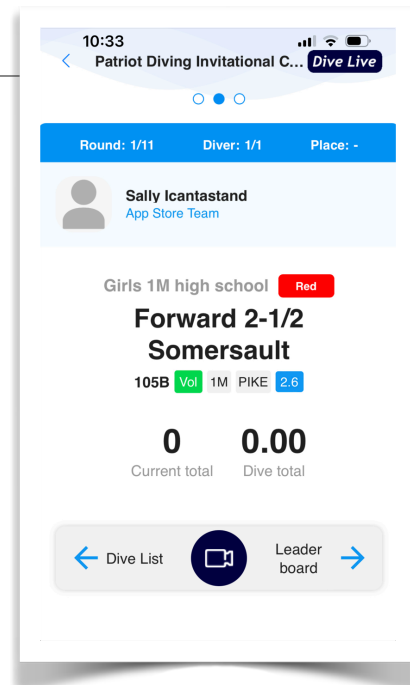 10:33
Patriot Diving Invitational C... Dive Live
Round: 1/11 Diver: 1/1 Place: -
Sally Icantastand
App Store Team
Girls 1M high school Red
Forward 2-1/2
Somersault
105B Vol 1M PIKE 2.6
0 0.00
Current total Dive total
Dive List
Leader
board